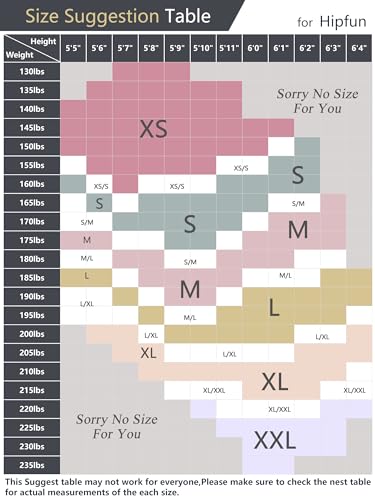 Size Suggestion Table
for Hipfun
Height
Weight
5'5" 5'6" 5'7" 5'8" 5'9" 5'10" 5'11" 6'0" 6'1" 6'2" 6'3" 6'4"
130lbs
135lbs
Sorry No Size
140lbs
For You
145lbs
XS
150lbs
155lbs
XS/S
S
160lbs
XS/S XS/S
165lbs
S
170lbs
S/M
S
M
175lbs
M
S/M
180lbs
M/L
S/M
185lbs
L
M/L
190lbs
M
195lbs
L/XL
L
200lbs
L/XL L/XL
205lbs
XL
L/XL
210lbs
XL
215lbs
XL/XXL XL/XXL
220lbs
Sorry No Size
XL/XXL
225lbs
For You
XXL
230lbs
235lbs
This Suggest table may not work for everyone,Please make sure to check the nest table
for actual measurements of the each size.